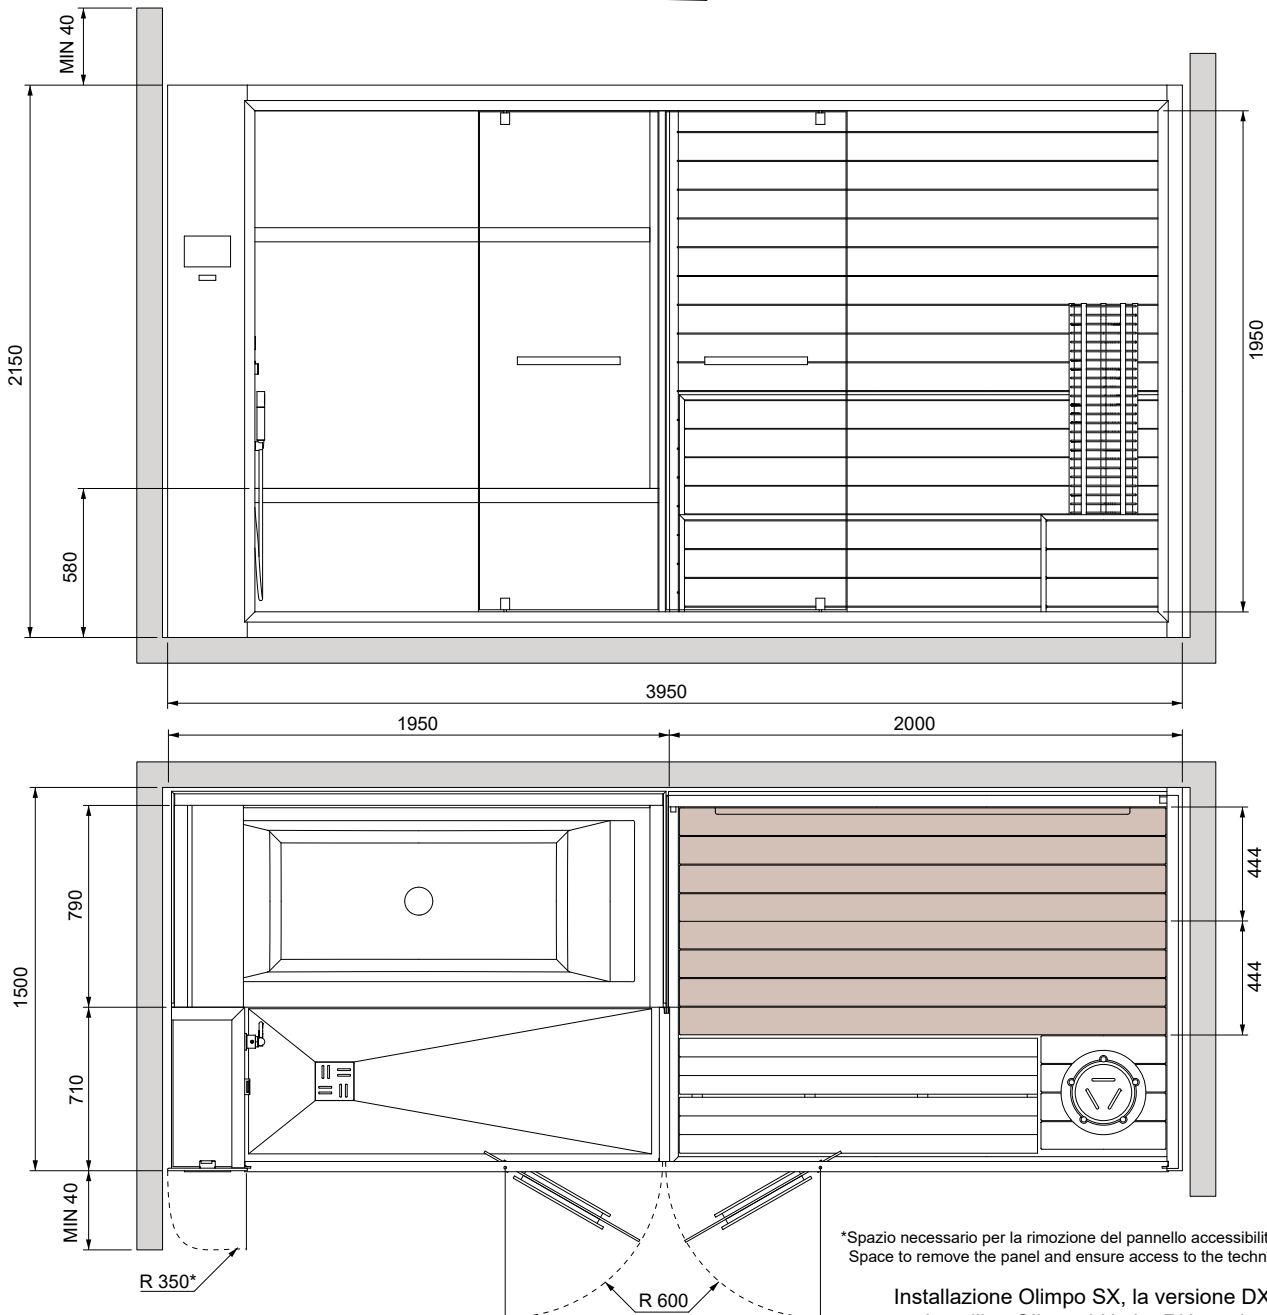 MIN 40
2150
1950
580
3950
1950
2000
444
790
1500
444
710
MIN 40
R 350*
R 600
*Spazio necessario per la rimozione del pannello
Space to remove the panel and ensure access to the
Installazione Olimpo SX, la versione DX